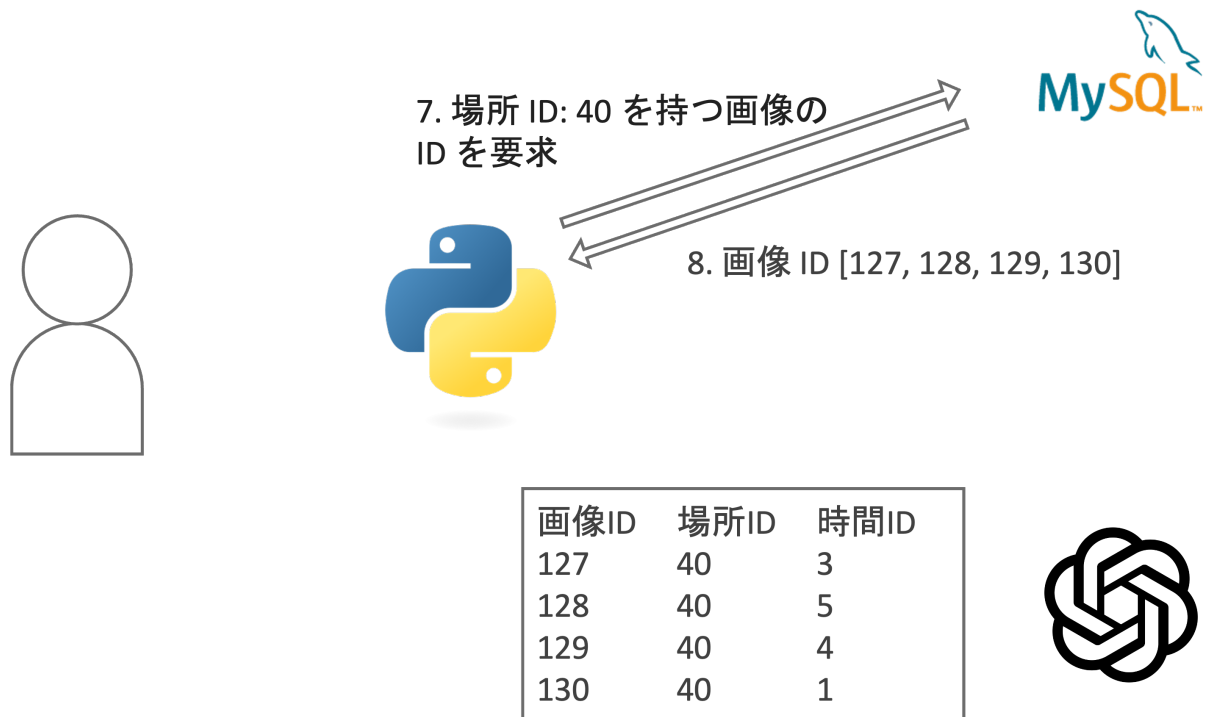 MySQL™
7. 場所 ID: 40 を持つ画像の
ID を要求
8. 画像 ID [127, 128, 129, 130]
画像ID 場所ID 時間ID
127 40 3
128 40 5
129 40 4
130 40 1